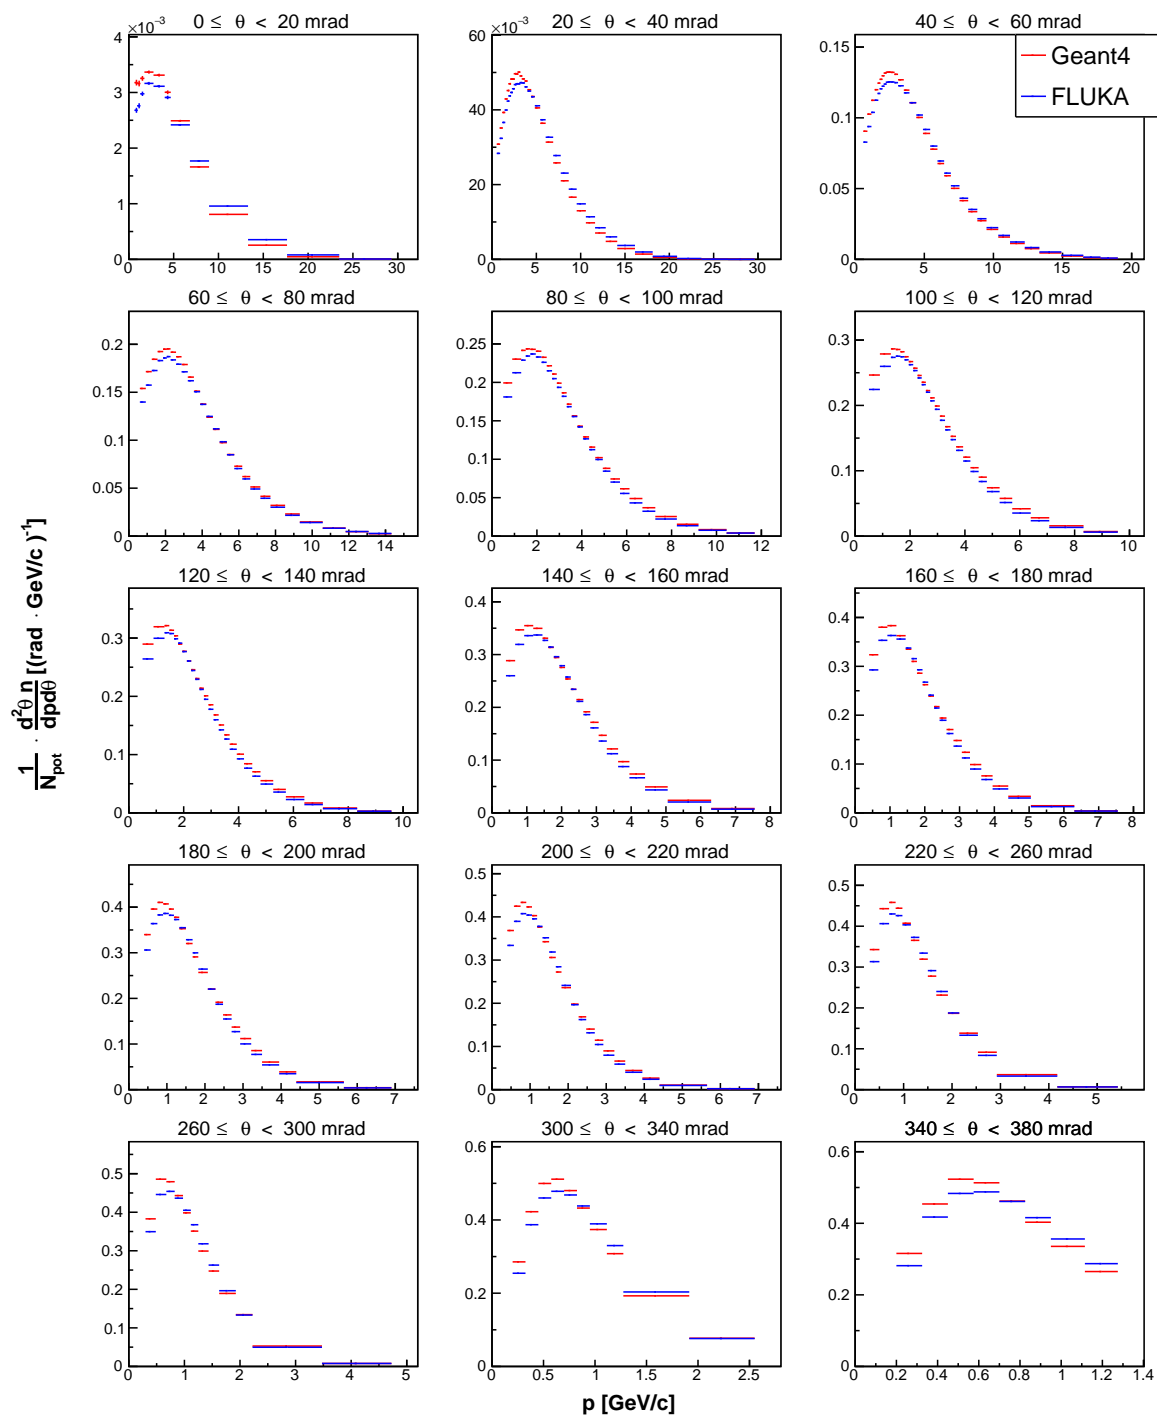 0 ≤ θ < 20 mrad
×10⁻³
4
3
2
1
0
0 5 10 15 20 25 30
20 ≤ θ < 40 mrad
×10⁻³
60
40
20
0
0 5 10 15 20 25 30
40 ≤ θ < 60 mrad
0.15
0.1
0.05
0
0 5 10 15 20
Geant4
FLUKA
60 ≤ θ < 80 mrad
0.2
0.15
0.1
0.05
0
0 2 4 6 8 10 12 14
80 ≤ θ < 100 mrad
0.25
0.2
0.15
0.1
0.05
0
0 2 4 6 8 10 12
100 ≤ θ < 120 mrad
0.3
0.2
0.1
0
0 2 4 6 8 10
120 ≤ θ < 140 mrad
0.3
0.2
0.1
0
0 2 4 6 8 10
140 ≤ θ < 160 mrad
0.4
0.3
0.2
0.1
0
0 1 2 3 4 5 6 7 8
160 ≤ θ < 180 mrad
0.4
0.3
0.2
0.1
0
0 1 2 3 4 5 6 7 8
180 ≤ θ < 200 mrad
0.4
0.3
0.2
0.1
0
0 1 2 3 4 5 6 7
200 ≤ θ < 220 mrad
0.5
0.4
0.3
0.2
0.1
0
0 1 2 3 4 5 6 7
220 ≤ θ < 260 mrad
0.5
0.4
0.3
0.2
0.1
0
0 1 2 3 4 5
260 ≤ θ < 300 mrad
0.5
0.4
0.3
0.2
0.1
0
0 1 2 3 4 5
300 ≤ θ < 340 mrad
0.6
0.4
0.2
0
0 0.5 1 1.5 2 2.5
340 ≤ θ < 380 mrad
0.6
0.4
0.2
0
0 0.2 0.4 0.6 0.8 1 1.2 1.4
1/N_pot · d²θ n/dpdθ [(rad · GeV/c )⁻¹]
p [GeV/c]